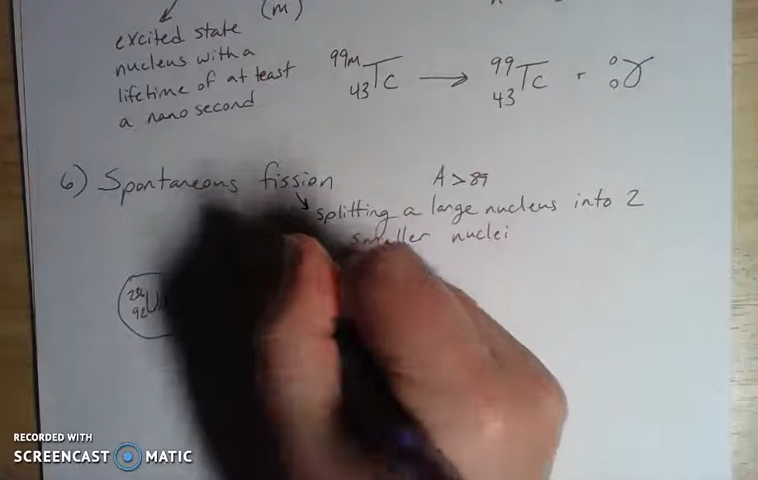 (m)
excited state
nucleus with a
lifetime of at least
a nano second
99m 43 Tc → 99 43 Tc + 0 0 γ
6) Spontaneous fission A > 89
splitting a large nucleus into 2
smaller nuclei
92 U
RECORDED WITH
SCREENCAST MATIC